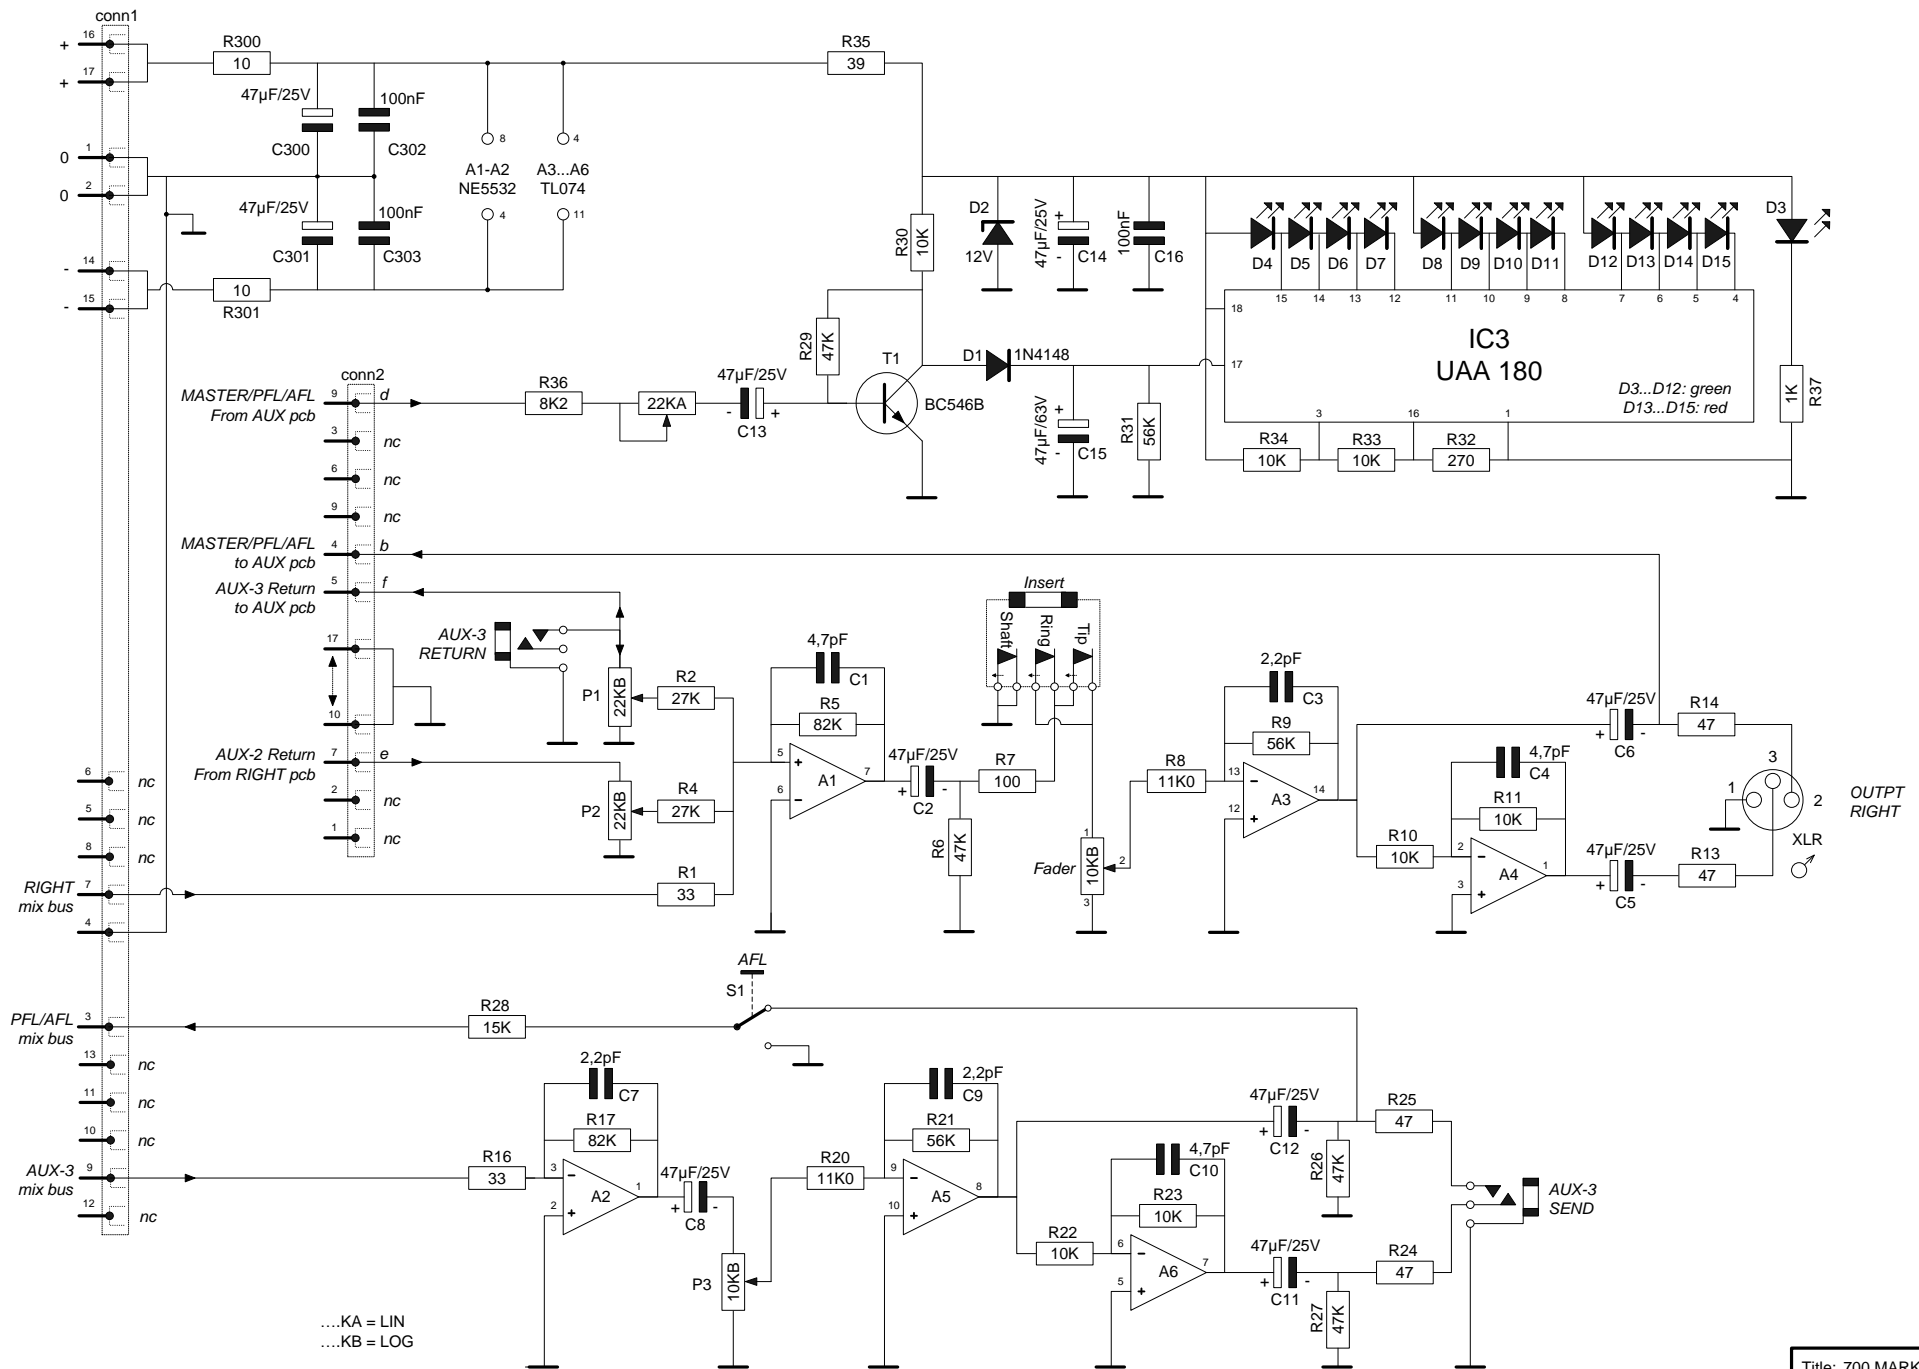 conn1
16
+
17
+
1
0
2
0
14
-
15
-
R300
10
47µF/25V
C300
100nF
C302
47µF/25V
C301
100nF
C303
10
R301
8
A1-A2
NE5532
4
4
A3...A6
TL074
11
R35
39
R30
10K
D2
12V
+
47µF/25V
-
C14
100nF
C16
D4
D5
D6
D7
D8
D9
D10
D11
D12
D13
D14
D15
D3
15
14
13
12
11
10
9
8
7
6
5
4
18
17
IC3
UAA 180
D3...D12: green
D13...D15: red
3
16
1
R34
10K
R33
10K
R32
270
1K
R37
R29
47K
T1
BC546B
D1
1N4148
+
47µF/63V
-
C15
R31
56K
conn2
MASTER/PFL/AFL
From AUX pcb
9
d
R36
8K2
22KA
47µF/25V
-
+
C13
3
nc
6
nc
9
nc
MASTER/PFL/AFL
to AUX pcb
4
b
AUX-3 Return
to AUX pcb
5
f
17
10
AUX-3
RETURN
AUX-2 Return
From RIGHT pcb
7
e
2
nc
1
nc
P1
22KB
R2
27K
P2
22KB
R4
27K
R1
33
4,7pF
C1
R5
82K
5
+
6
-
A1
7
47µF/25V
+
-
C2
R6
47K
R7
100
Insert
Shaft
Ring
Tip
Fader
1
10KB
2
3
R8
11K0
2,2pF
C3
R9
56K
13
-
12
+
A3
14
R10
10K
4,7pF
C4
R11
10K
2
-
3
+
A4
1
47µF/25V
+
-
C6
R14
47
47µF/25V
+
-
C5
R13
47
3
1
2
XLR
OUTPT
RIGHT
6
nc
5
nc
8
nc
RIGHT
mix bus
7
4
PFL/AFL
mix bus
3
13
nc
11
nc
10
nc
AUX-3
mix bus
9
12
nc
R28
15K
AFL
S1
R16
33
2,2pF
C7
R17
82K
3
-
2
+
A2
1
47µF/25V
+
-
C8
P3
10KB
R20
11K0
2,2pF
C9
R21
56K
9
-
10
+
A5
8
R22
10K
4,7pF
C10
R23
10K
6
-
5
+
A6
7
47µF/25V
+
-
C12
R26
47K
R25
47
47µF/25V
+
-
C11
R27
47K
R24
47
AUX-3
SEND
....KA = LIN
....KB = LOG
Title: 700 MARK